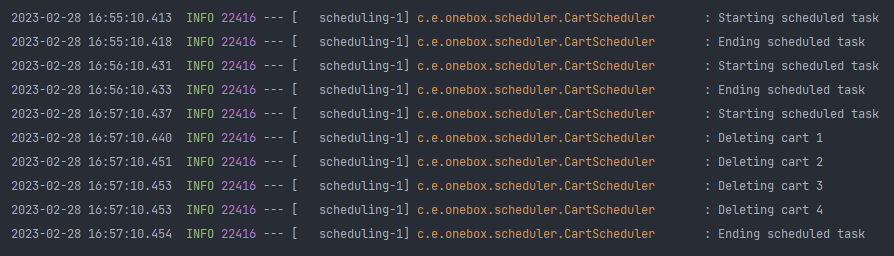 2023-02-28 16:55:10.413  INFO 22416 --- [   scheduling-1] c.e.onebox.scheduler.CartScheduler       : Starting scheduled task
2023-02-28 16:55:10.418  INFO 22416 --- [   scheduling-1] c.e.onebox.scheduler.CartScheduler       : Ending scheduled task
2023-02-28 16:56:10.431  INFO 22416 --- [   scheduling-1] c.e.onebox.scheduler.CartScheduler       : Starting scheduled task
2023-02-28 16:56:10.433  INFO 22416 --- [   scheduling-1] c.e.onebox.scheduler.CartScheduler       : Ending scheduled task
2023-02-28 16:57:10.437  INFO 22416 --- [   scheduling-1] c.e.onebox.scheduler.CartScheduler       : Starting scheduled task
2023-02-28 16:57:10.440  INFO 22416 --- [   scheduling-1] c.e.onebox.scheduler.CartScheduler       : Deleting cart 1
2023-02-28 16:57:10.451  INFO 22416 --- [   scheduling-1] c.e.onebox.scheduler.CartScheduler       : Deleting cart 2
2023-02-28 16:57:10.453  INFO 22416 --- [   scheduling-1] c.e.onebox.scheduler.CartScheduler       : Deleting cart 3
2023-02-28 16:57:10.453  INFO 22416 --- [   scheduling-1] c.e.onebox.scheduler.CartScheduler       : Deleting cart 4
2023-02-28 16:57:10.454  INFO 22416 --- [   scheduling-1] c.e.onebox.scheduler.CartScheduler       : Ending scheduled task